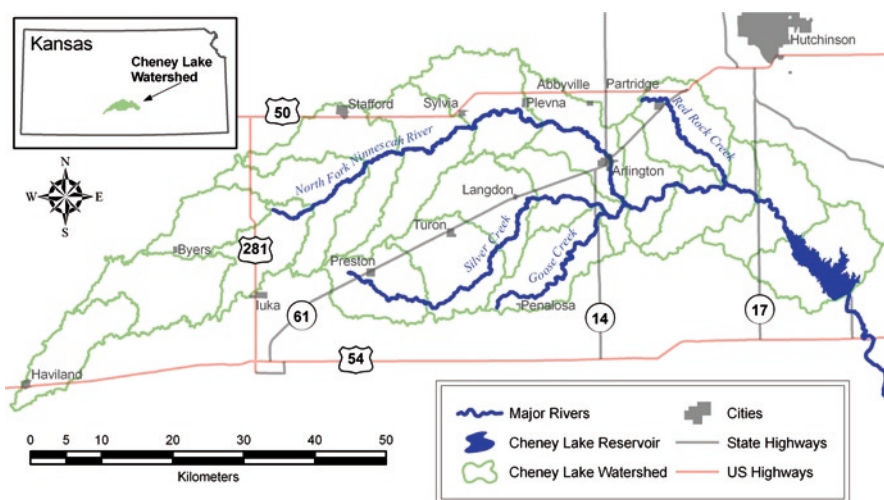 Kansas
Cheney Lake
Watershed
Hutchinson
Abbyville
Partridge
Stafford
Sylvia
Plevna
50
Red Rock Creek
North Fork Ninnescah River
N
W
E
S
Arlington
Langdon
Byers
281
Turon
Silver Creek
Goose Creek
Preston
Iuka
61
Penalosa
14
17
54
Haviland
0 5 10 20 30 40 50
Kilometers
Major Rivers
Cities
Cheney Lake Reservoir
State Highways
Cheney Lake Watershed
US Highways